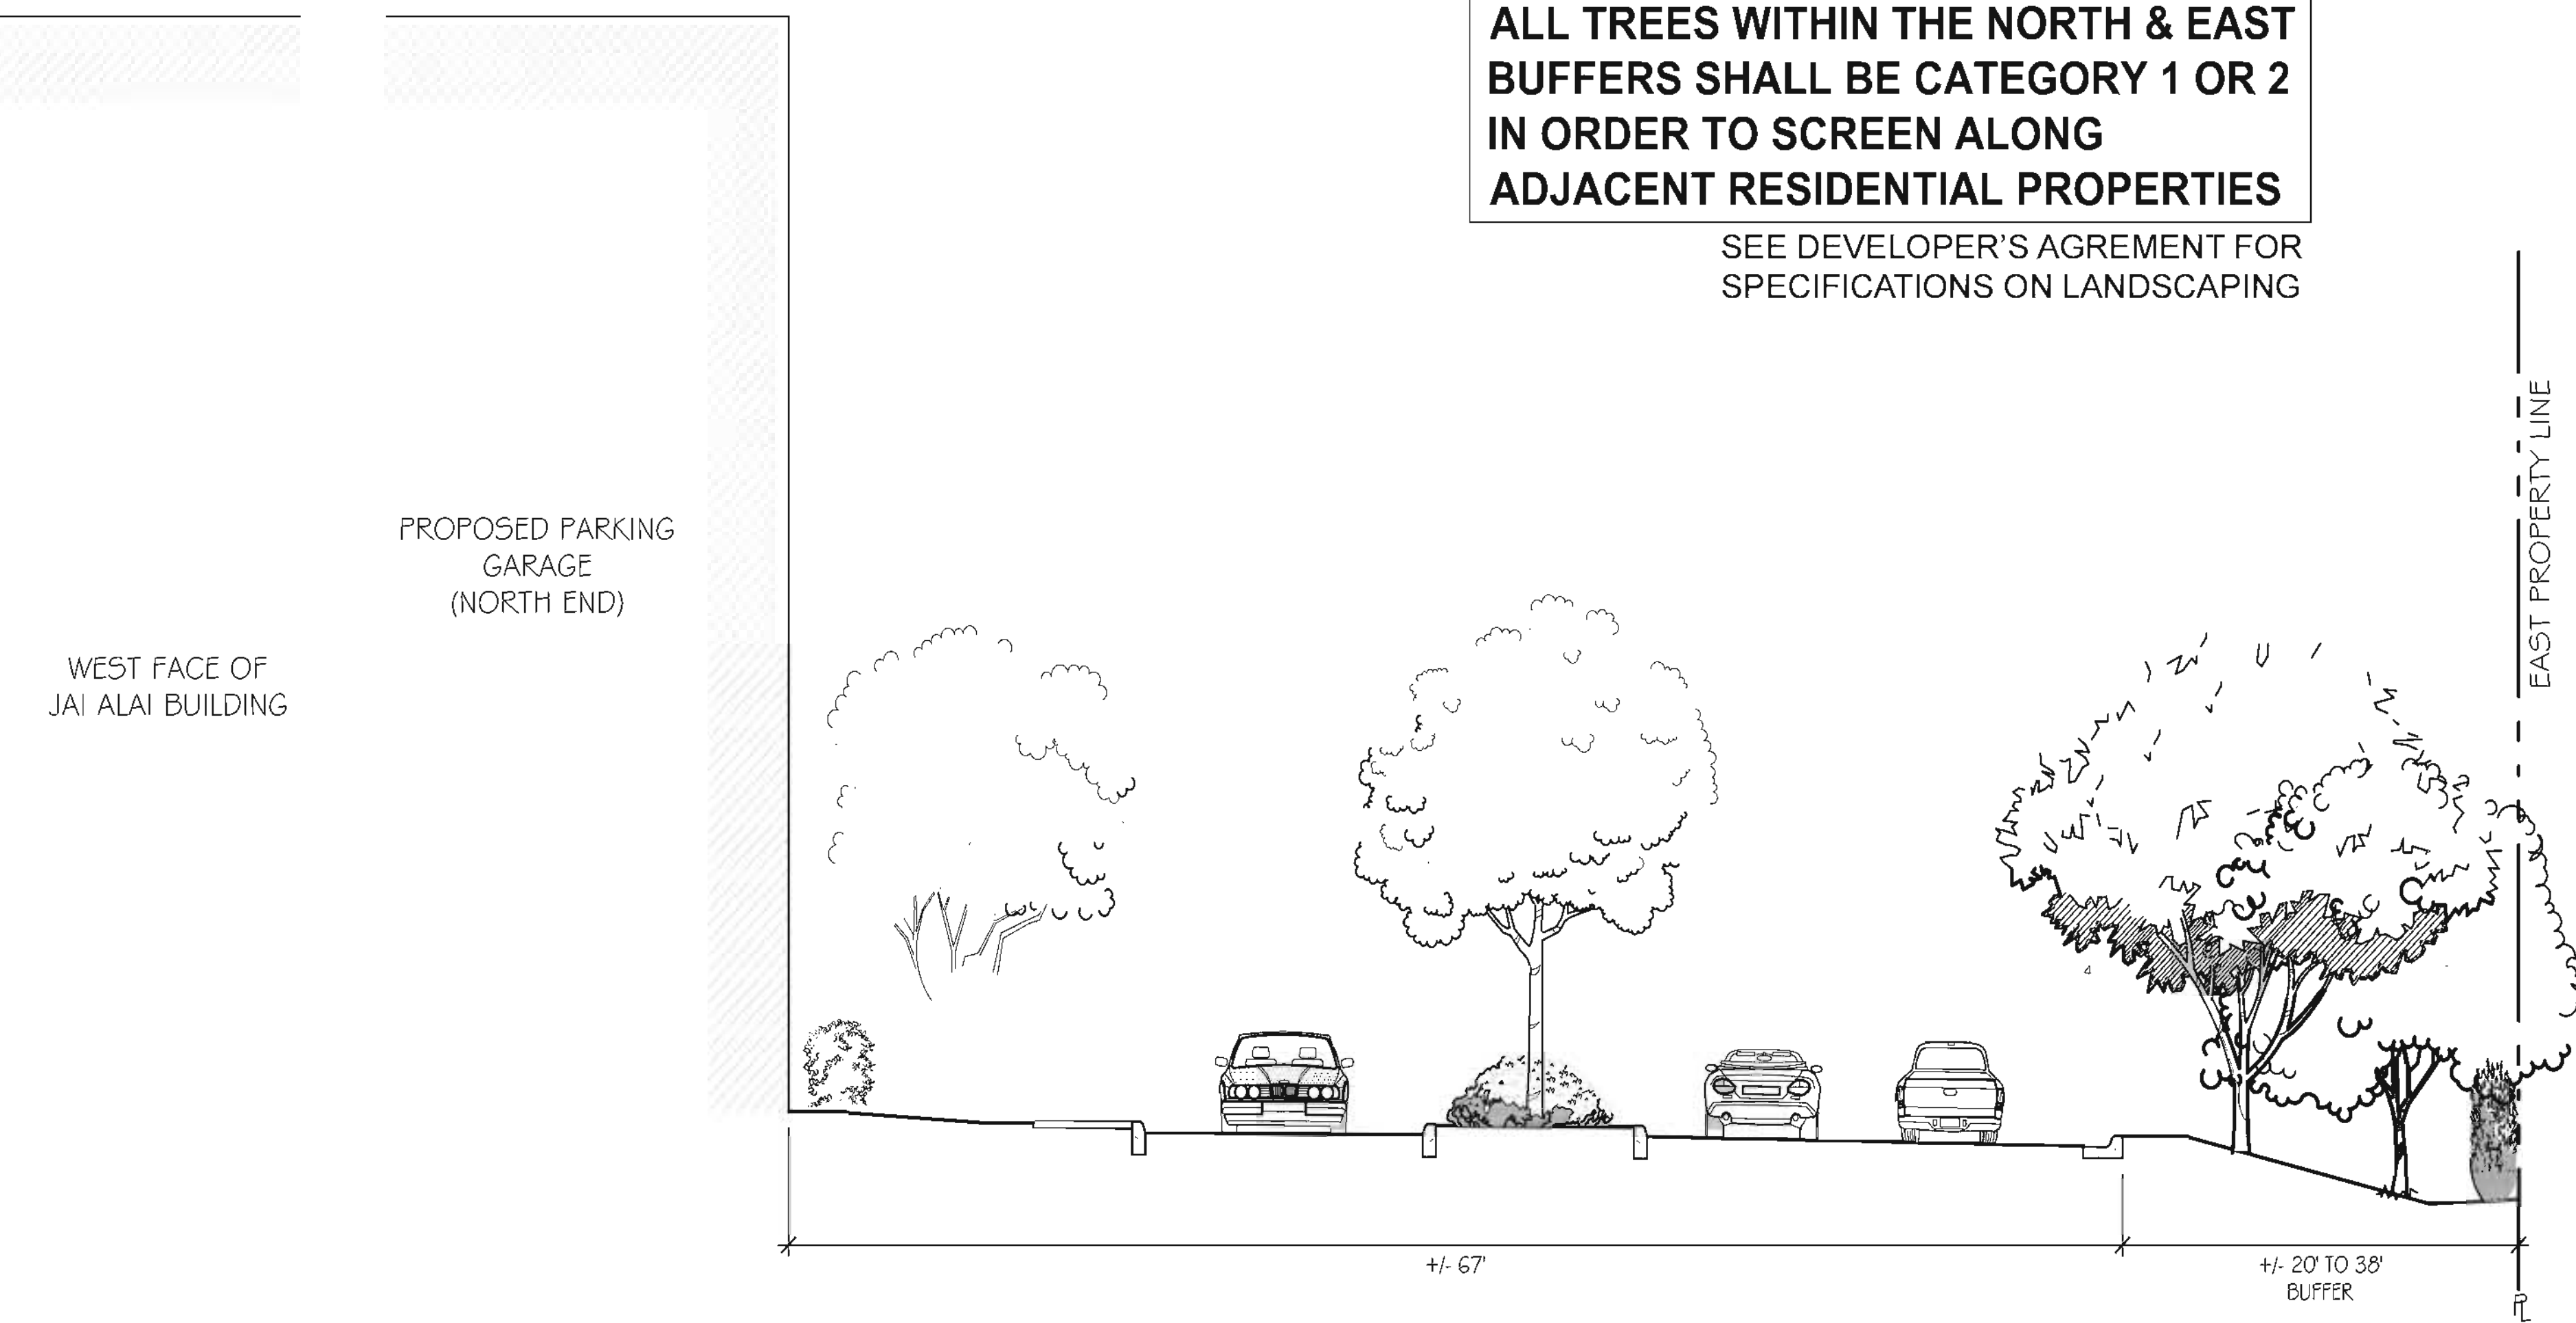 ALL TREES WITHIN THE NORTH & EAST
BUFFERS SHALL BE CATEGORY 1 OR 2
IN ORDER TO SCREEN ALONG
ADJACENT RESIDENTIAL PROPERTIES
SEE DEVELOPER'S AGREMENT FOR
SPECIFICATIONS ON LANDSCAPING
EAST PROPERTY LINE
PROPOSED PARKING
GARAGE
(NORTH END)
WEST FACE OF
JAI ALAI BUILDING
+/- 67'
+/- 20' TO 38'
BUFFER
PL